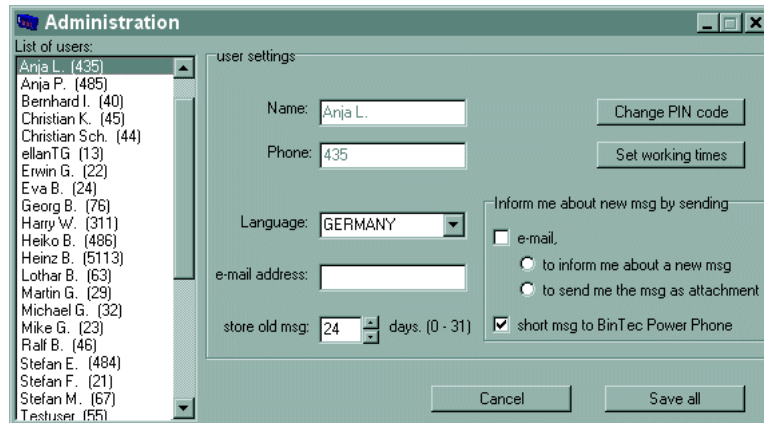 Administration
List of users:
Anja L. (435)
Anja P. (485)
Bernhard I. (40)
Christian K. (45)
Christian Sch. (44)
ellanTG (13)
Erwin G. (22)
Eva B. (24)
Georg B. (76)
Harry W. (311)
Heiko B. (486)
Heinz B. (5113)
Lothar B. (63)
Martin G. (29)
Michael G. (32)
Mike G. (23)
Ralf B. (46)
Stefan E. (484)
Stefan F. (21)
Stefan M. (67)
Testuser (55)
user settings
Name: Anja L.
Change PIN code
Phone: 435
Set working times
Language: GERMANY
e-mail address:
store old msg: 24 days. (0 - 31)
Inform me about new msg by sending
e-mail,
to inform me about a new msg
to send me the msg as attachment
short msg to BinTec Power Phone
Cancel
Save all